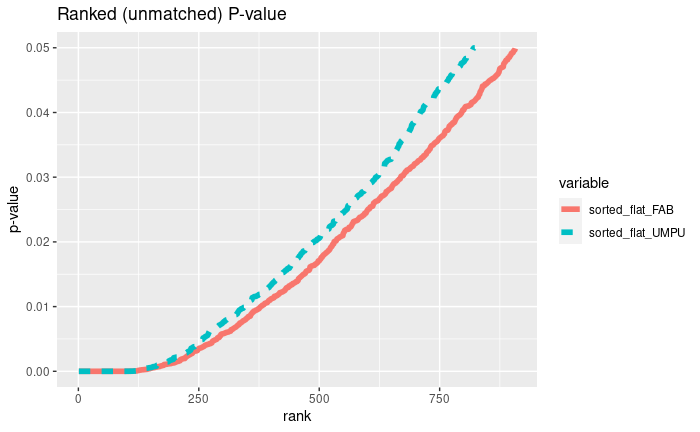 Ranked (unmatched) P-value
0.05
0.04
0.03
0.02
0.01
0.00
p-value
0
250
500
750
rank
variable
sorted_flat_FAB
sorted_flat_UMPU